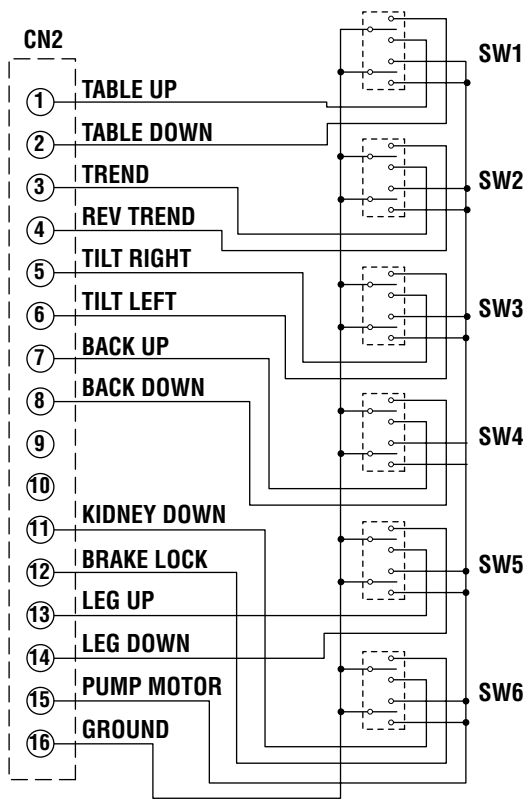 CN2
SW1
1 TABLE UP
2 TABLE DOWN
SW2
3 TREND
4 REV TREND
5 TILT RIGHT
SW3
6 TILT LEFT
7 BACK UP
8 BACK DOWN
SW4
9
10
11 KIDNEY DOWN
12 BRAKE LOCK
SW5
13 LEG UP
14 LEG DOWN
15 PUMP MOTOR
SW6
16 GROUND